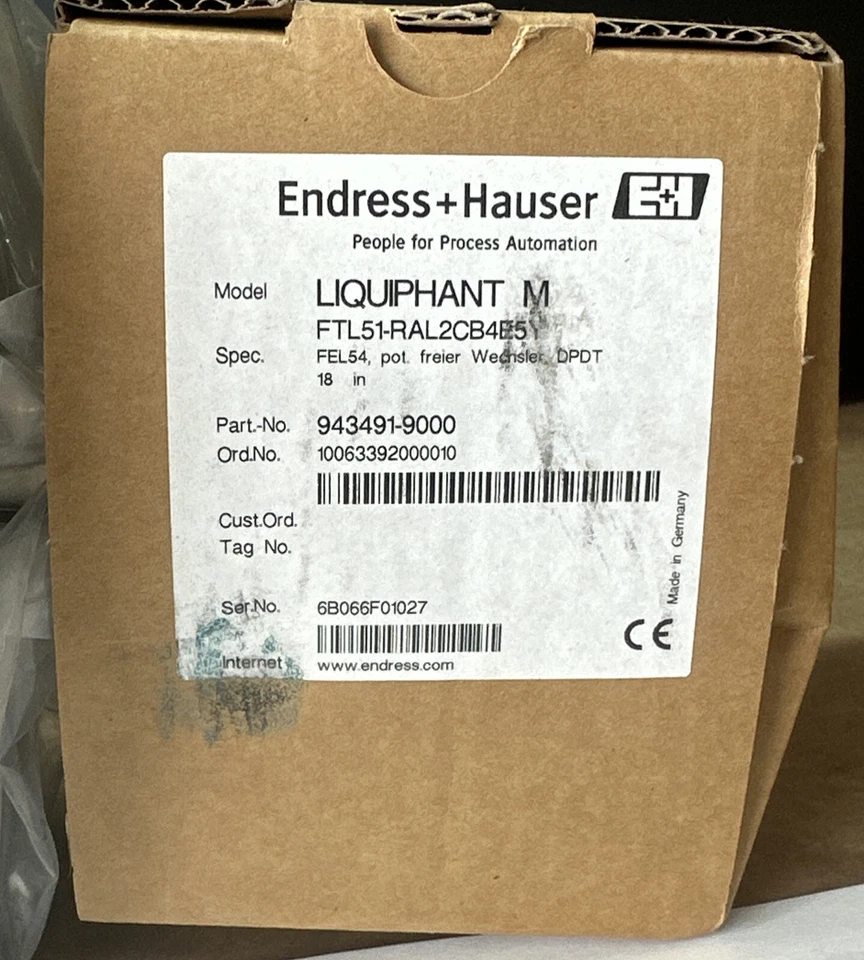 Endress+Hauser E+H
People for Process Automation
Model LIQUIPHANT M
FTL51-RAL2CB4E5Y
Spec. FEL54, pot. freier Wechsler, DPDT
18 in
Part.-No. 943491-9000
Ord.No. 10063392000010
Cust.Ord.
Tag No.
Made in Germany
Ser.No. 6B066F01027
CE
Internet www.endress.com